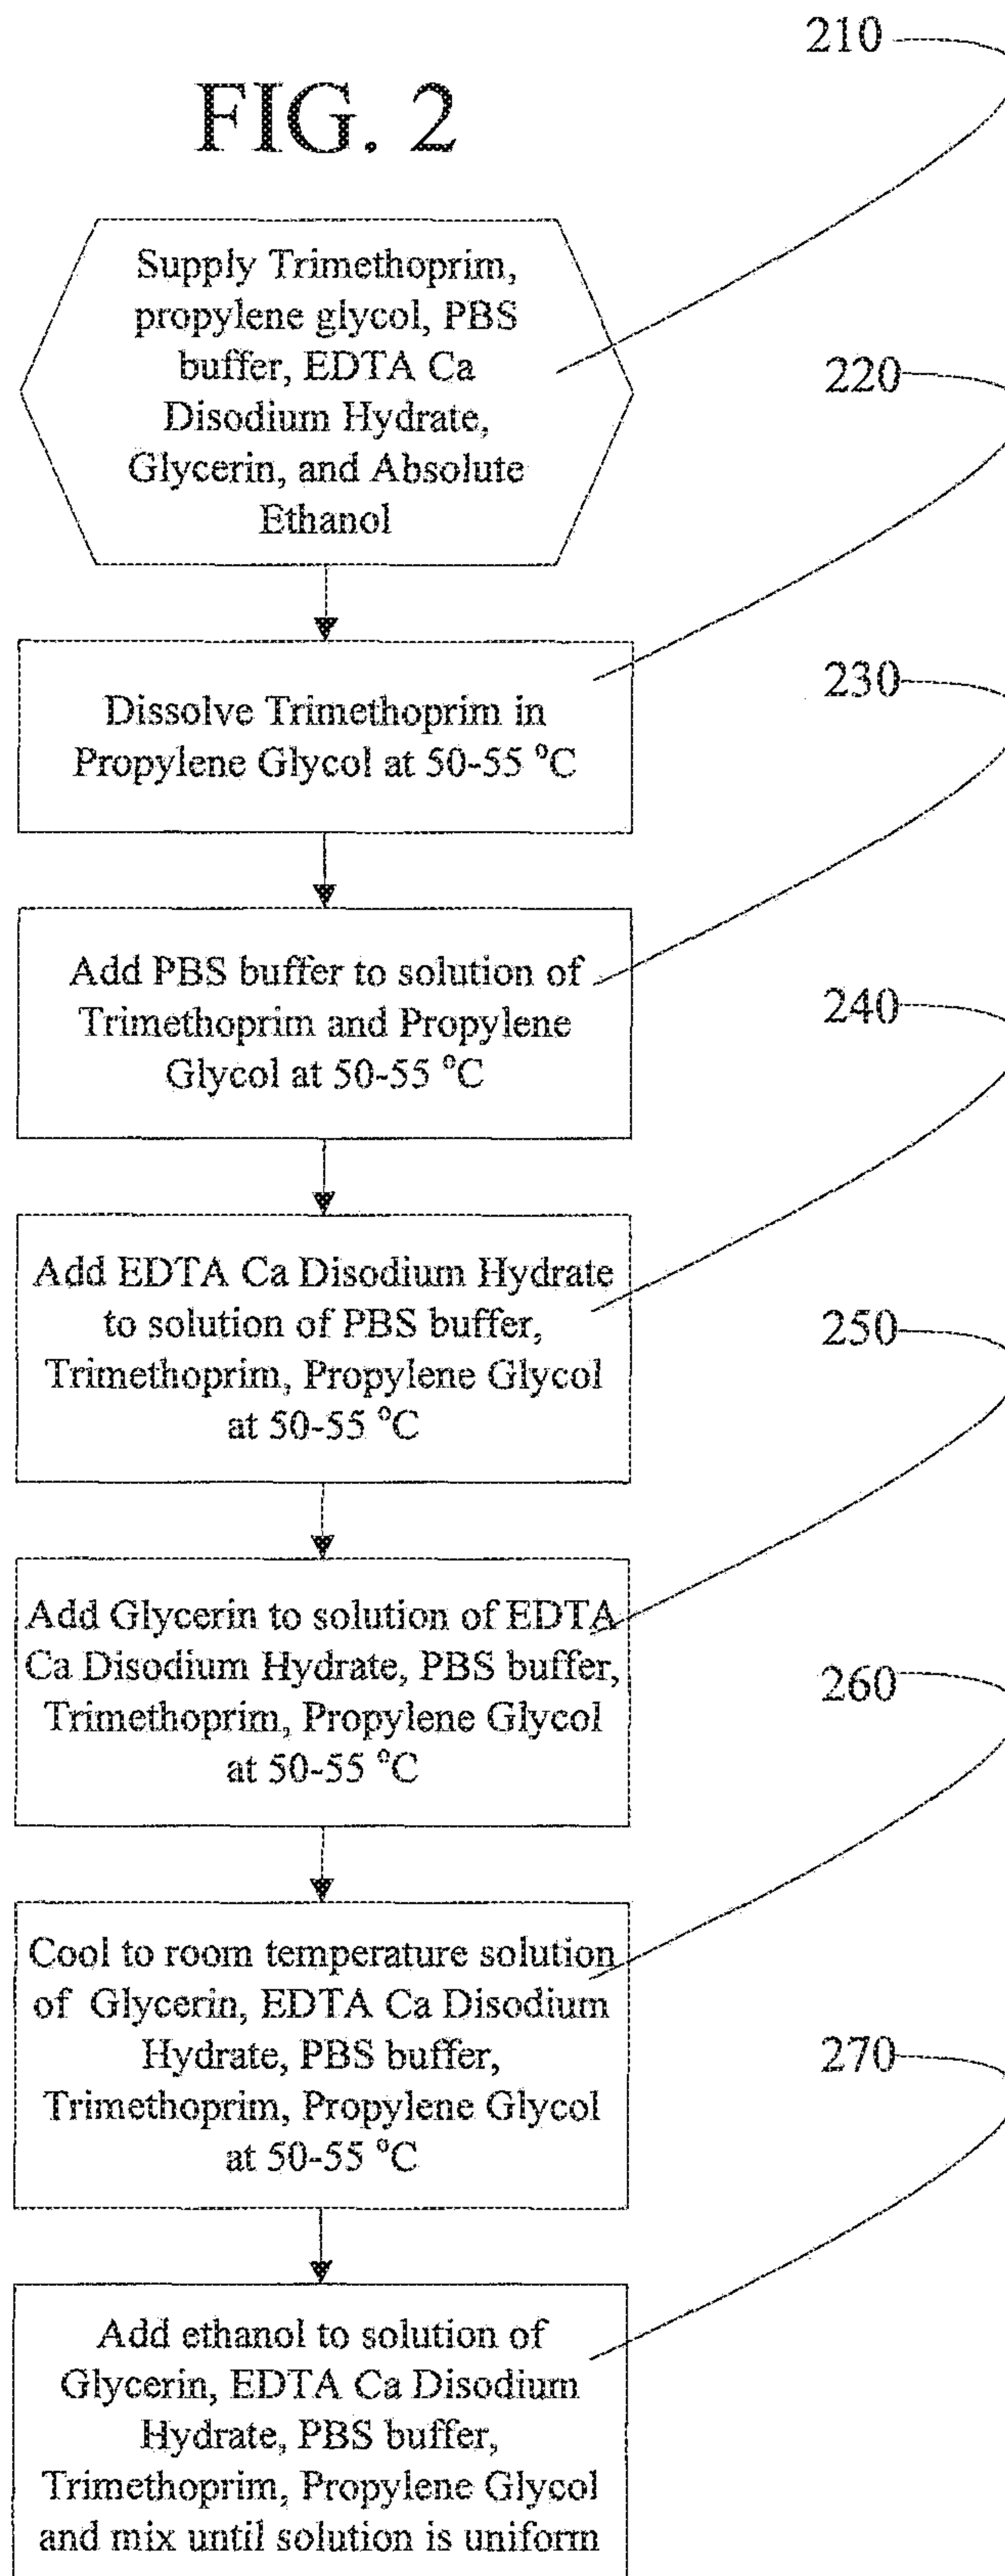 210
FIG. 2
Supply Trimethoprim,
propylene glycol, PBS
buffer, EDTA Ca
Disodium Hydrate,
Glycerin, and Absolute
Ethanol
220
Dissolve Trimethoprim in
Propylene Glycol at 50-55 °C
230
Add PBS buffer to solution of
Trimethoprim and Propylene
Glycol at 50-55 °C
240
Add EDTA Ca Disodium Hydrate
to solution of PBS buffer,
Trimethoprim, Propylene Glycol
at 50-55 °C
250
Add Glycerin to solution of EDTA
Ca Disodium Hydrate, PBS buffer,
Trimethoprim, Propylene Glycol
at 50-55 °C
260
Cool to room temperature solution
of Glycerin, EDTA Ca Disodium
Hydrate, PBS buffer,
Trimethoprim, Propylene Glycol
at 50-55 °C
270
Add ethanol to solution of
Glycerin, EDTA Ca Disodium
Hydrate, PBS buffer,
Trimethoprim, Propylene Glycol
and mix until solution is uniform